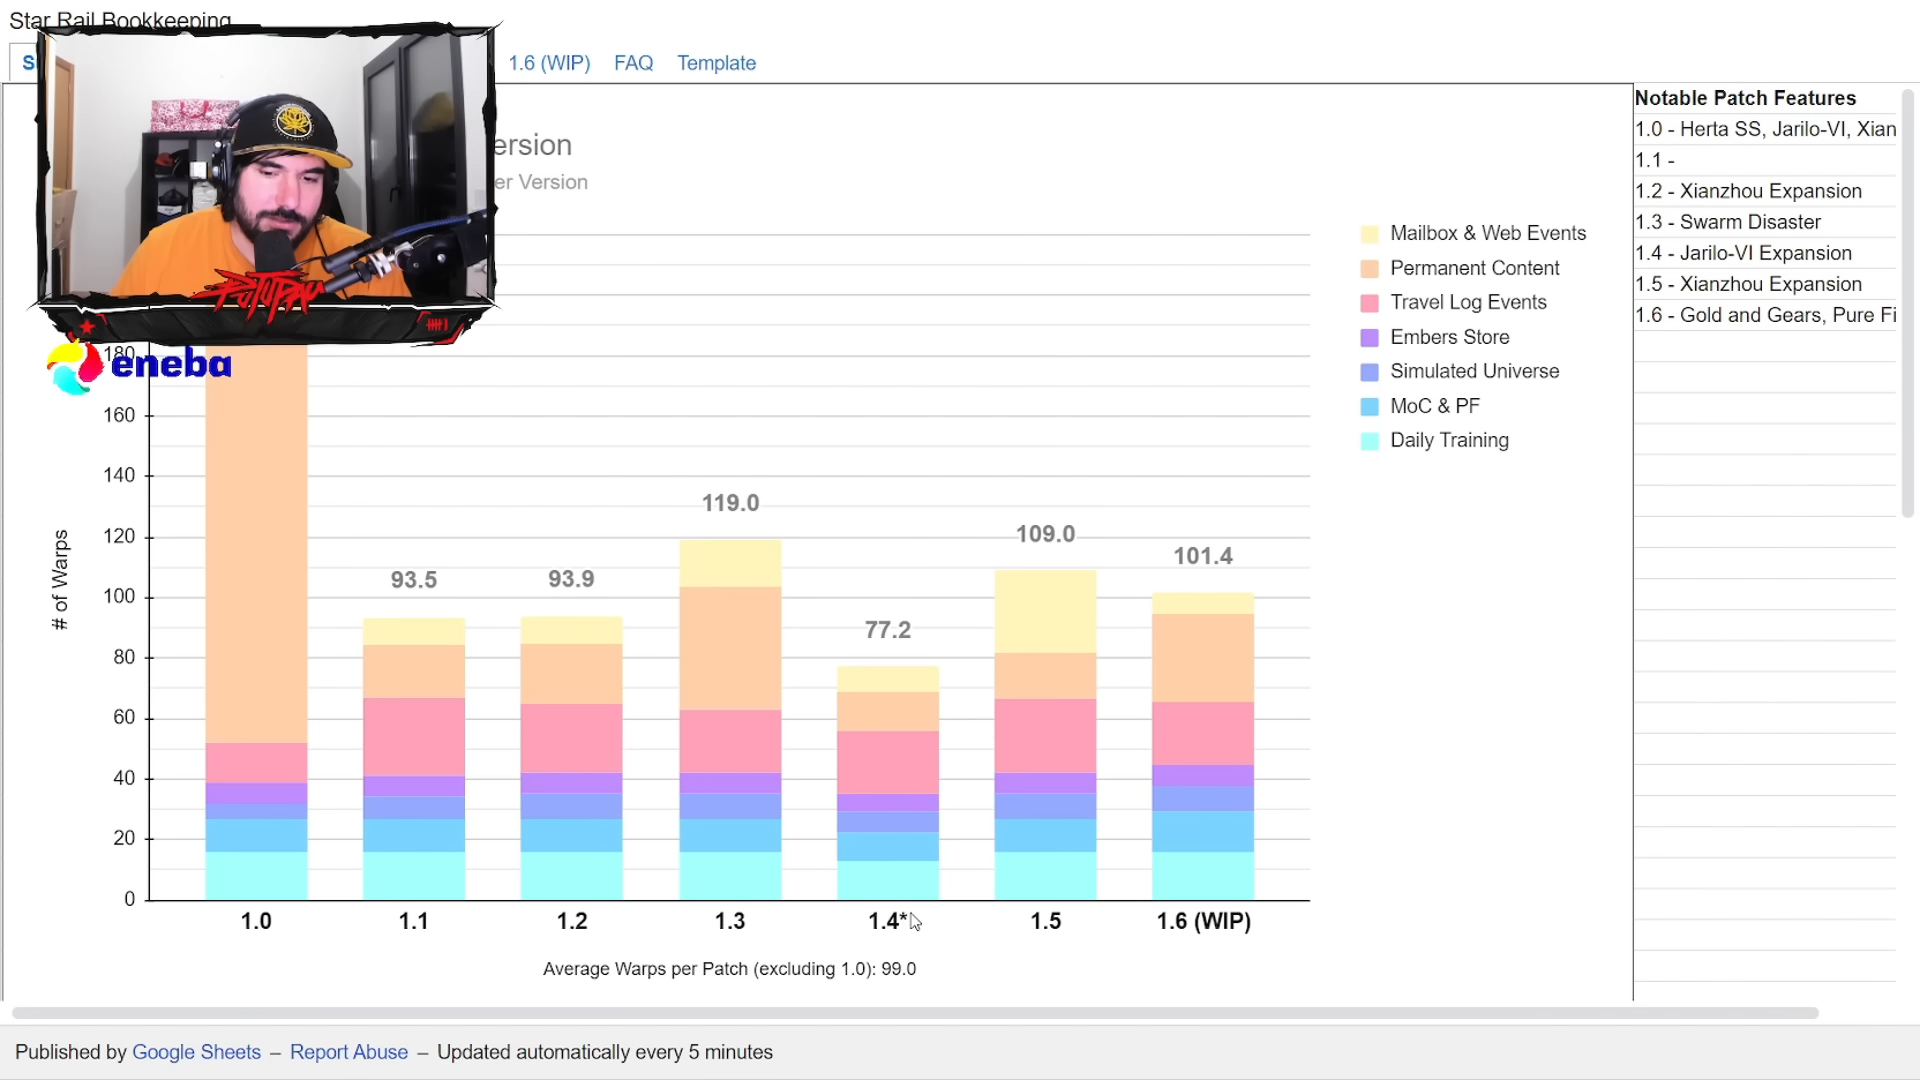 Star Rail Bookkeeping
1.6 (WIP) FAQ Template
ersion
er Version
eneba
# of Warps
180
160
140
120
100
80
60
40
20
0
93.5
93.9
119.0
77.2
109.0
101.4
1.0 1.1 1.2 1.3 1.4* 1.5 1.6 (WIP)
Average Warps per Patch (excluding 1.0): 99.0
Mailbox & Web Events
Permanent Content
Travel Log Events
Embers Store
Simulated Universe
MoC & PF
Daily Training
Notable Patch Features
1.0 - Herta SS, Jarilo-VI, Xian
1.1 -
1.2 - Xianzhou Expansion
1.3 - Swarm Disaster
1.4 - Jarilo-VI Expansion
1.5 - Xianzhou Expansion
1.6 - Gold and Gears, Pure Fi
Published by Google Sheets – Report Abuse – Updated automatically every 5 minutes